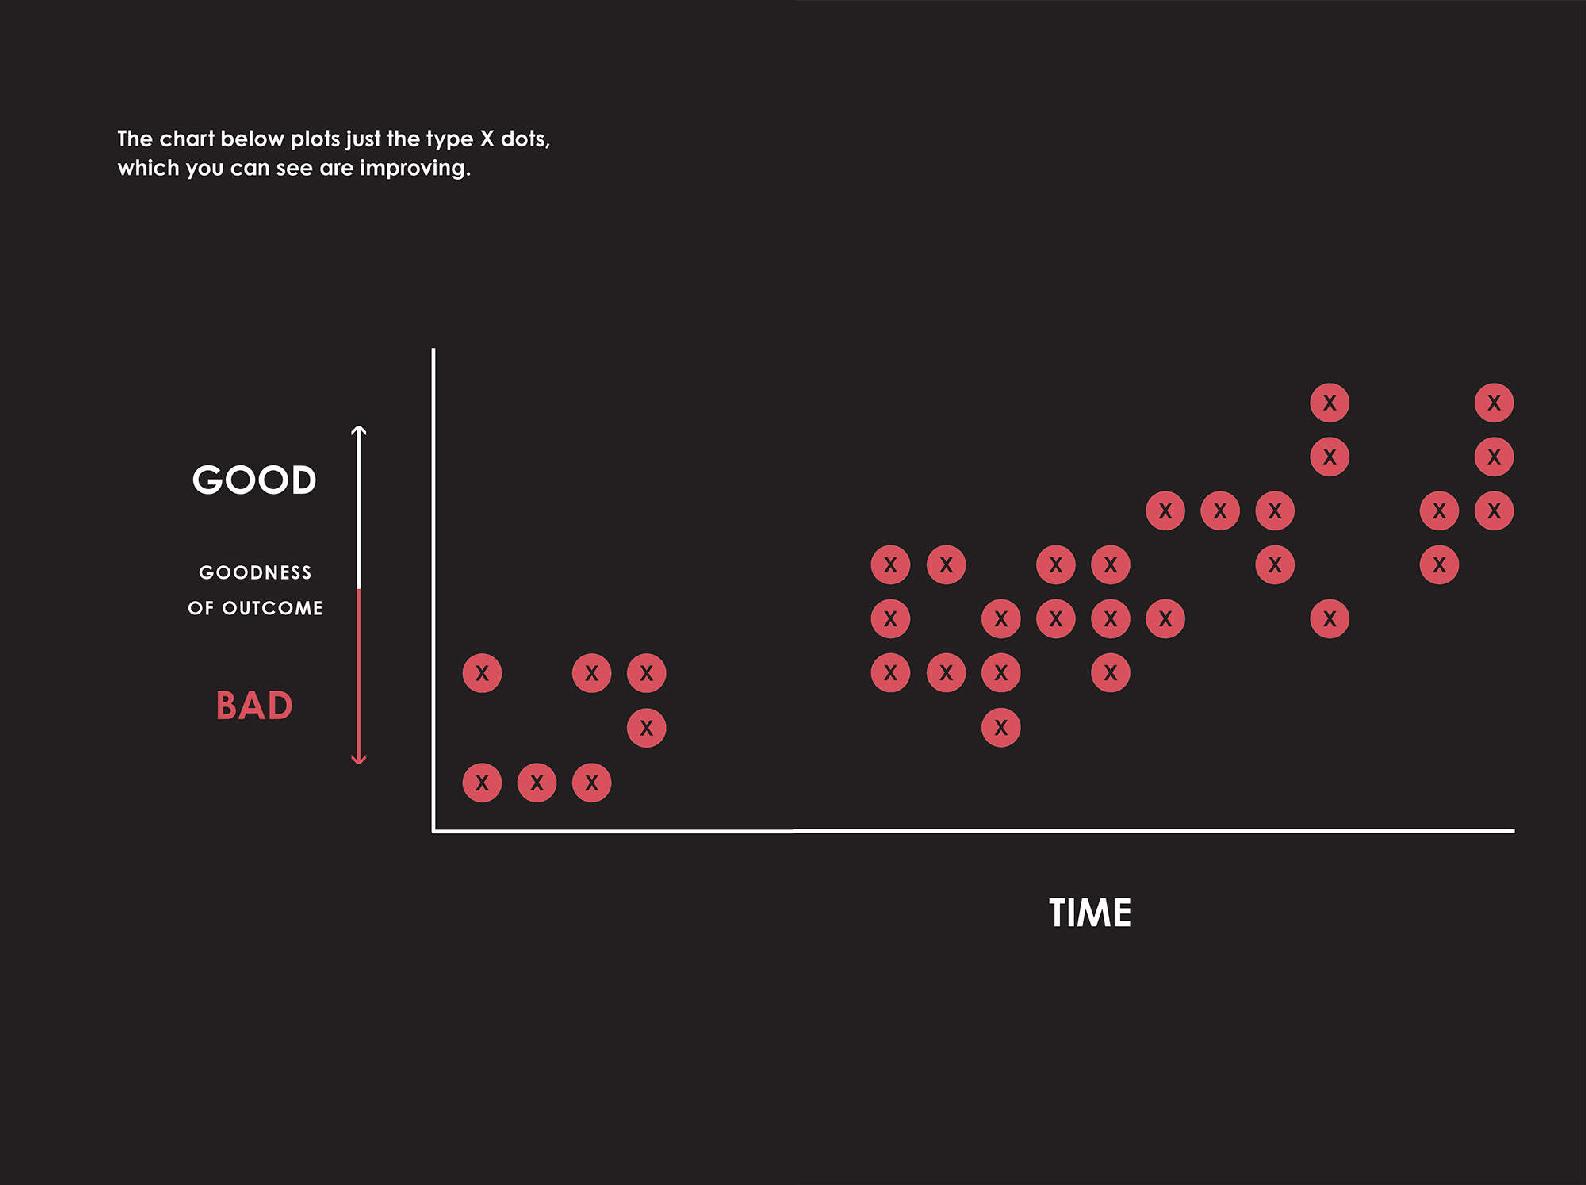 The chart below plots just the type X dots,
which you can see are improving.
X X
GOOD X X
X X X X X
GOODNESS X X X X X X
OF OUTCOME X X X X X X
X X X X X X X
BAD X X
X X X
TIME